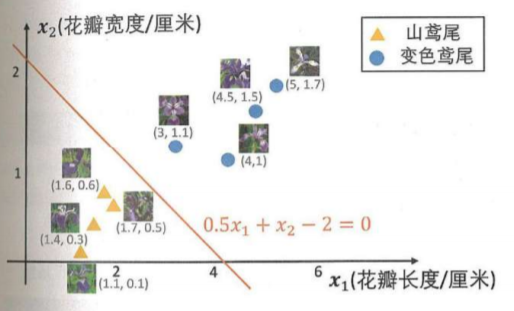 x₂(花瓣宽度/厘米)
山鸢尾
变色鸢尾
2
(5, 1.7)
(4.5, 1.5)
(3, 1.1)
(4,1)
1
(1.6, 0.6)
(1.7, 0.5)
(1.4, 0.3)
0.5x₁ + x₂ − 2 = 0
2
4
6
x₁(花瓣长度/厘米)
(1.1, 0.1)